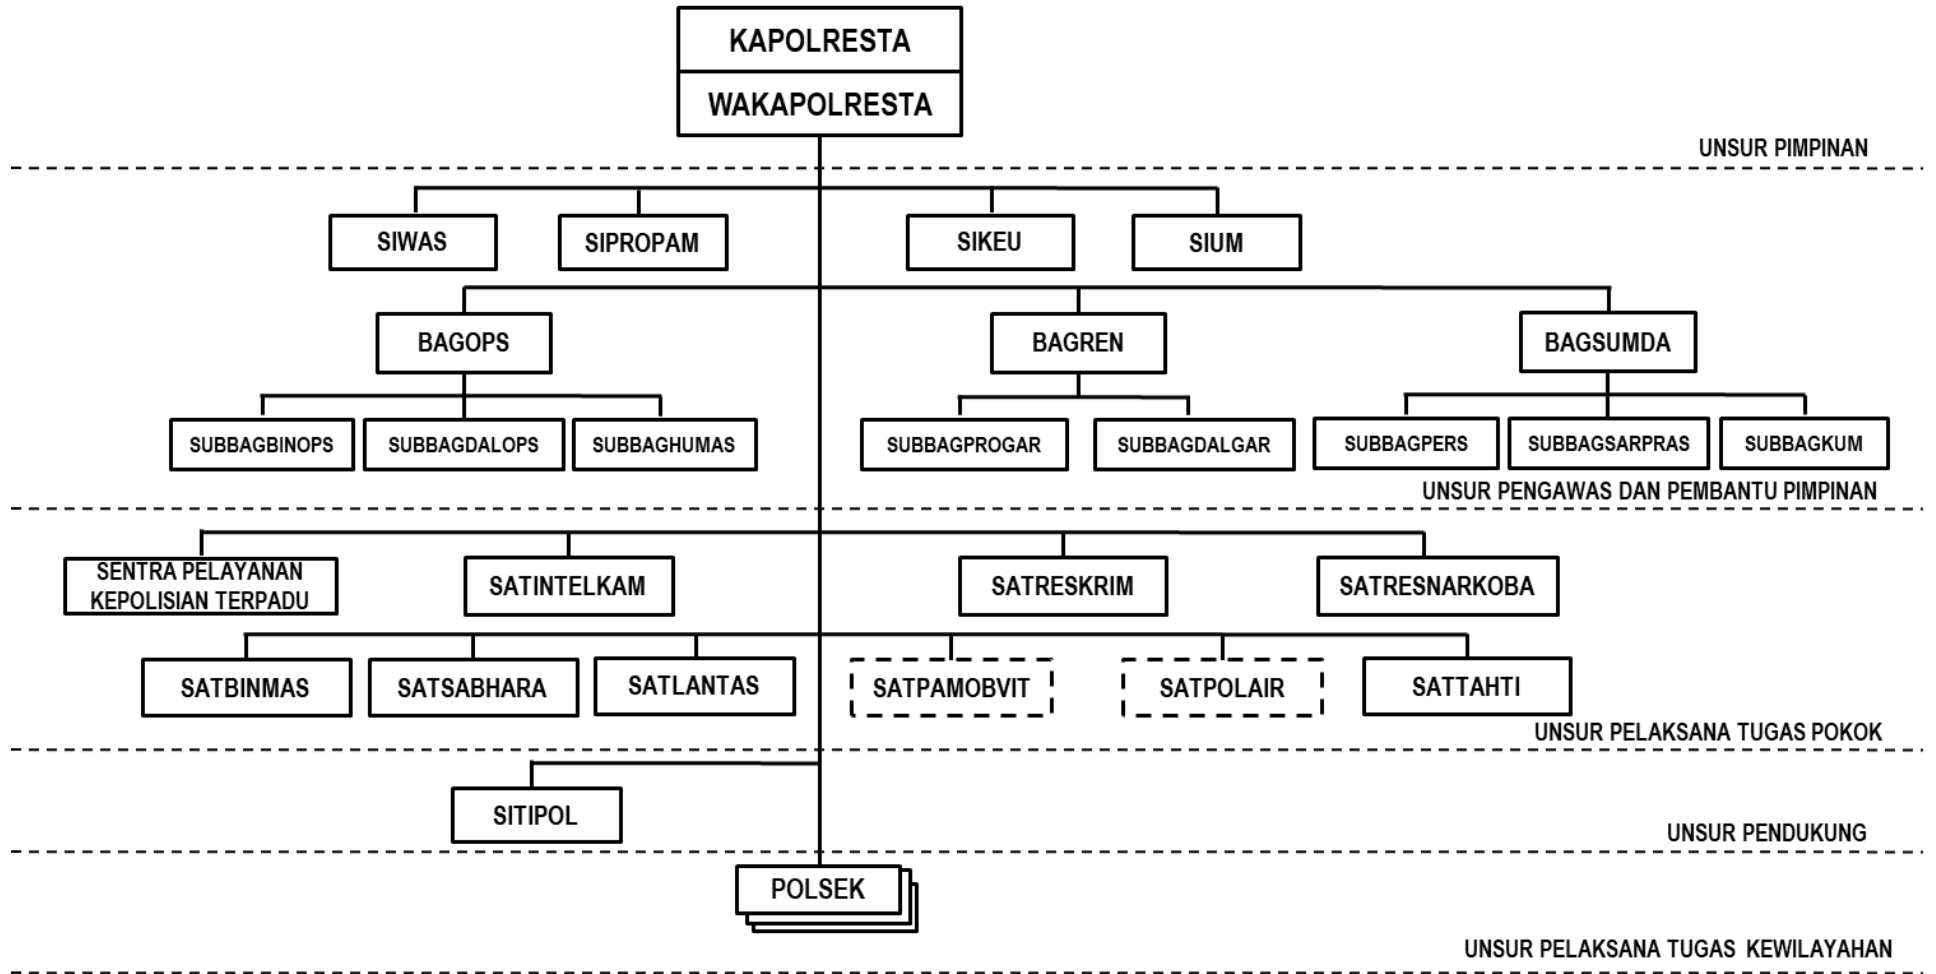 KAPOLRESTA
WAKAPOLRESTA
UNSUR PIMPINAN
SIWAS
SIPROPAM
SIKEU
SIUM
BAGOPS
BAGREN
BAGSUMDA
SUBBAGBINOPS
SUBBAGDALOPS
SUBBAGHUMAS
SUBBAGPROGAR
SUBBAGDALGAR
SUBBAGPERS
SUBBAGSARPRAS
SUBBAGKUM
UNSUR PENGAWAS DAN PEMBANTU PIMPINAN
SENTRA PELAYANAN
KEPOLISIAN TERPADU
SATINTELKAM
SATRESKRIM
SATRESNARKOBA
SATBINMAS
SATSABHARA
SATLANTAS
SATPAMOBVIT
SATPOLAIR
SATTAHTI
UNSUR PELAKSANA TUGAS POKOK
SITIPOL
UNSUR PENDUKUNG
POLSEK
UNSUR PELAKSANA TUGAS KEWILAYAHAN